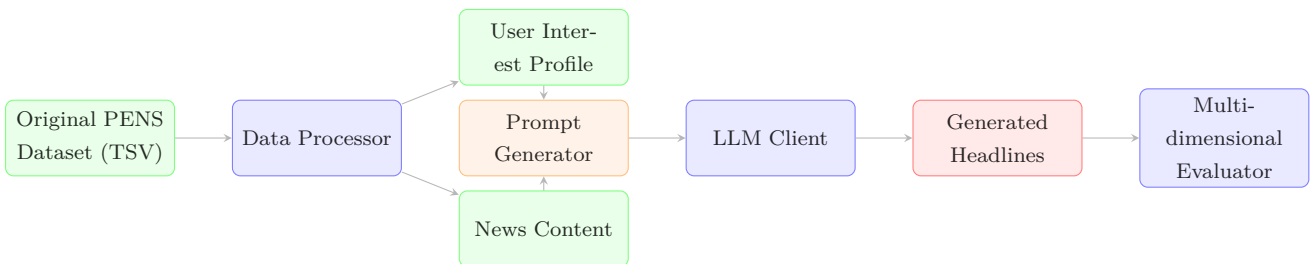 Original PENS
Dataset (TSV)
Data Processor
User Inter-
est Profile
Prompt
Generator
News Content
LLM Client
Generated
Headlines
Multi-
dimensional
Evaluator